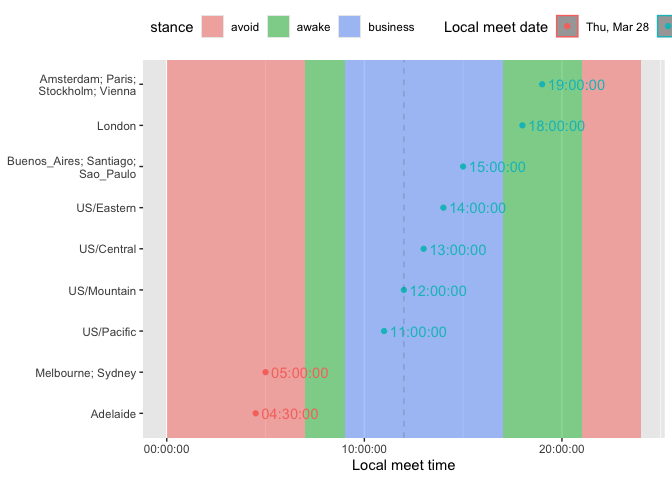 stance avoid awake business Local meet date Thu, Mar 28
Amsterdam; Paris;
Stockholm; Vienna
19:00:00
London
18:00:00
Buenos_Aires; Santiago;
Sao_Paulo
15:00:00
US/Eastern
14:00:00
US/Central
13:00:00
US/Mountain
12:00:00
US/Pacific
11:00:00
Melbourne; Sydney
05:00:00
Adelaide
04:30:00
00:00:00 10:00:00 20:00:00
Local meet time